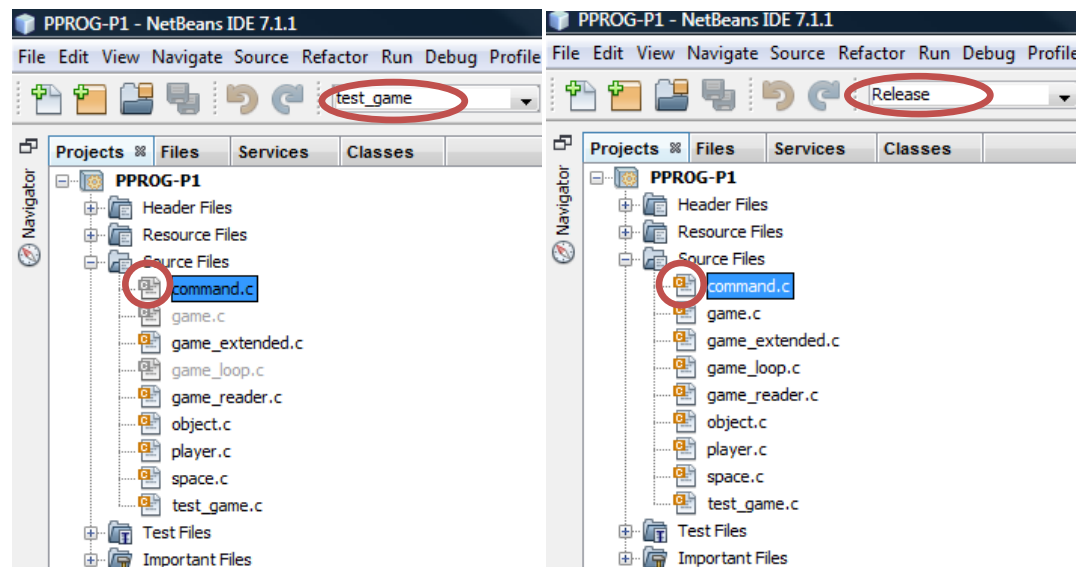 PPROG-P1 - NetBeans IDE 7.1.1
File Edit View Navigate Source Refactor Run Debug Profile
test_game
Projects Files Services Classes
Navigator
PPROG-P1
Header Files
Resource Files
Source Files
command.c
game.c
game_extended.c
game_loop.c
game_reader.c
object.c
player.c
space.c
test_game.c
Test Files
Important Files
PPROG-P1 - NetBeans IDE 7.1.1
File Edit View Navigate Source Refactor Run Debug Profile
Release
Projects Files Services Classes
Navigator
PPROG-P1
Header Files
Resource Files
Source Files
command.c
game.c
game_extended.c
game_loop.c
game_reader.c
object.c
player.c
space.c
test_game.c
Test Files
Important Files